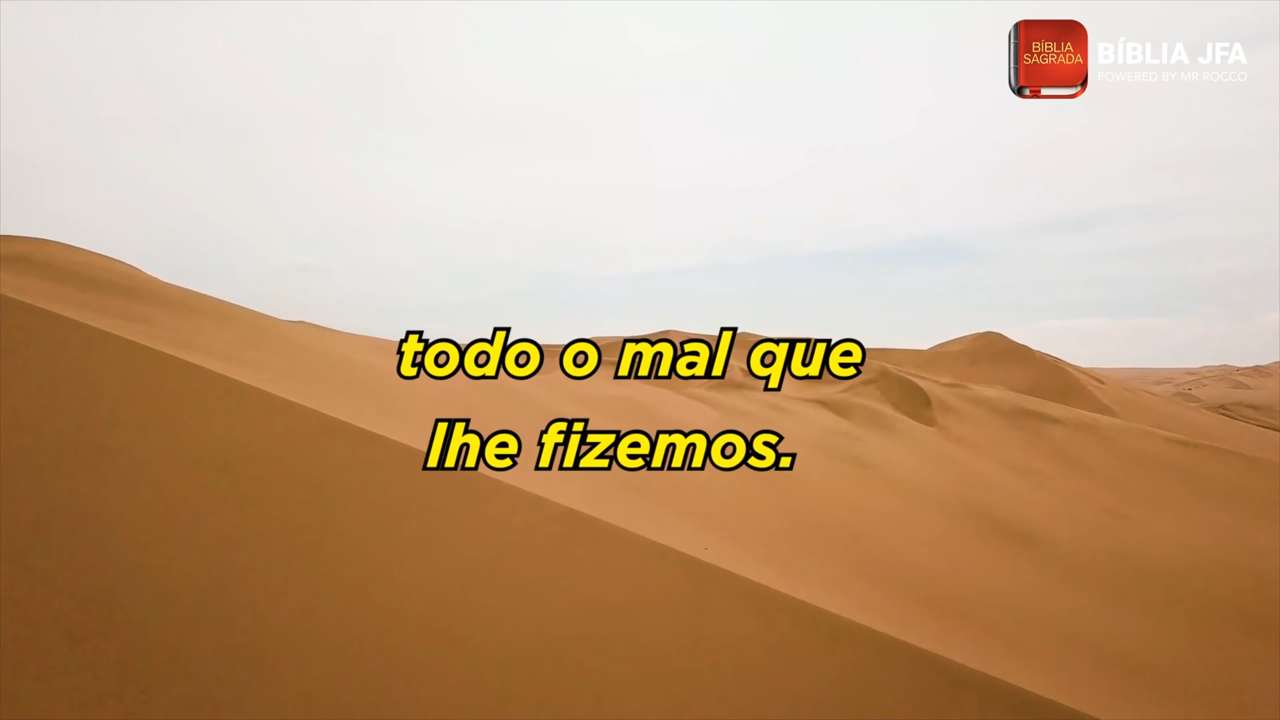 BÍBLIA
SAGRADA
BÍBLIA JFA
POWERED BY MR ROCCO
todo o mal que
lhe fizemos.